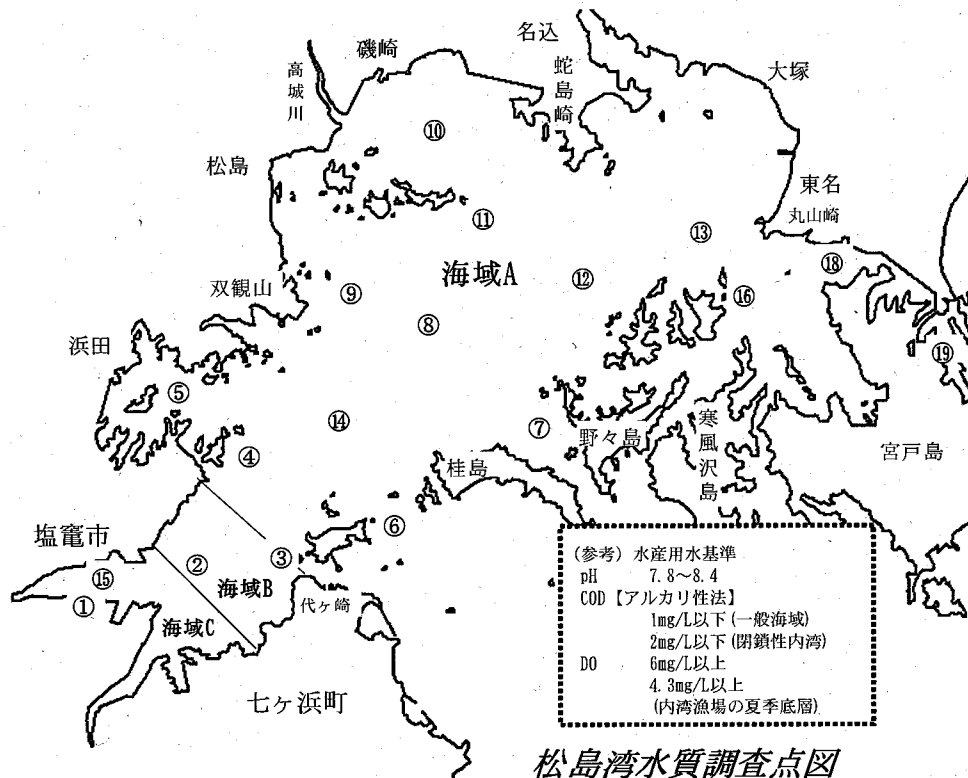 名込
磯崎
大塚
蛇島崎
高城川
⑩
松島
東名
丸山崎
⑪
⑬
⑱
海域A
⑫
双観山
⑨
⑯
⑧
浜田
⑲
⑤
⑭
⑦
野々島
寒風沢島
宮戸島
④
桂島
⑥
塩竈市
②
③
⑮
海域B
①
代ヶ崎
海域C
七ヶ浜町
(参考) 水産用水基準
pH 7.8～8.4
COD【アルカリ性法】
1mg/L以下(一般海域)
2mg/L以下(閉鎖性内湾)
DO 6mg/L以上
4.3mg/L以上
(内湾漁場の夏季底層)
松島湾水質調査点図